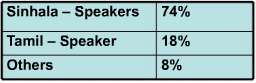 Sinhala – Speakers 74%
Tamil – Speaker 18%
Others 8%